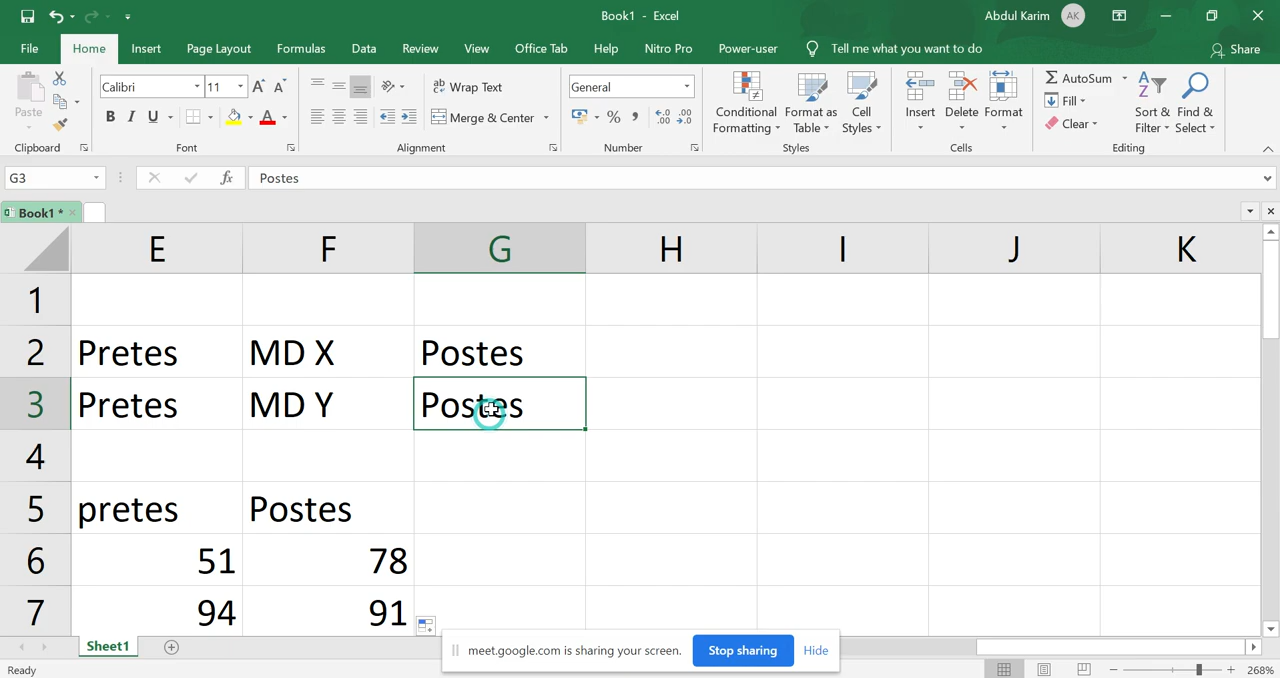 Book1 - Excel
Abdul Karim
AK
File Home Insert Page Layout Formulas Data Review View Office Tab Help Nitro Pro Power-user Tell me what you want to do Share
Paste
Clipboard
Calibri 11
B I U A
Font
Wrap Text
Merge & Center
Alignment
General
% ,
Number
Conditional Formatting
Format as Table
Cell Styles
Styles
Insert Delete Format
Cells
AutoSum
Fill
Clear
Sort & Filter
Find & Select
Editing
G3 fx Postes
Book1 *
E F G H I J K
1
2 Pretes MD X Postes
3 Pretes MD Y Postes
4
5 pretes Postes
6 51 78
7 94 91
Sheet1
meet.google.com is sharing your screen. Stop sharing Hide
Ready 268%